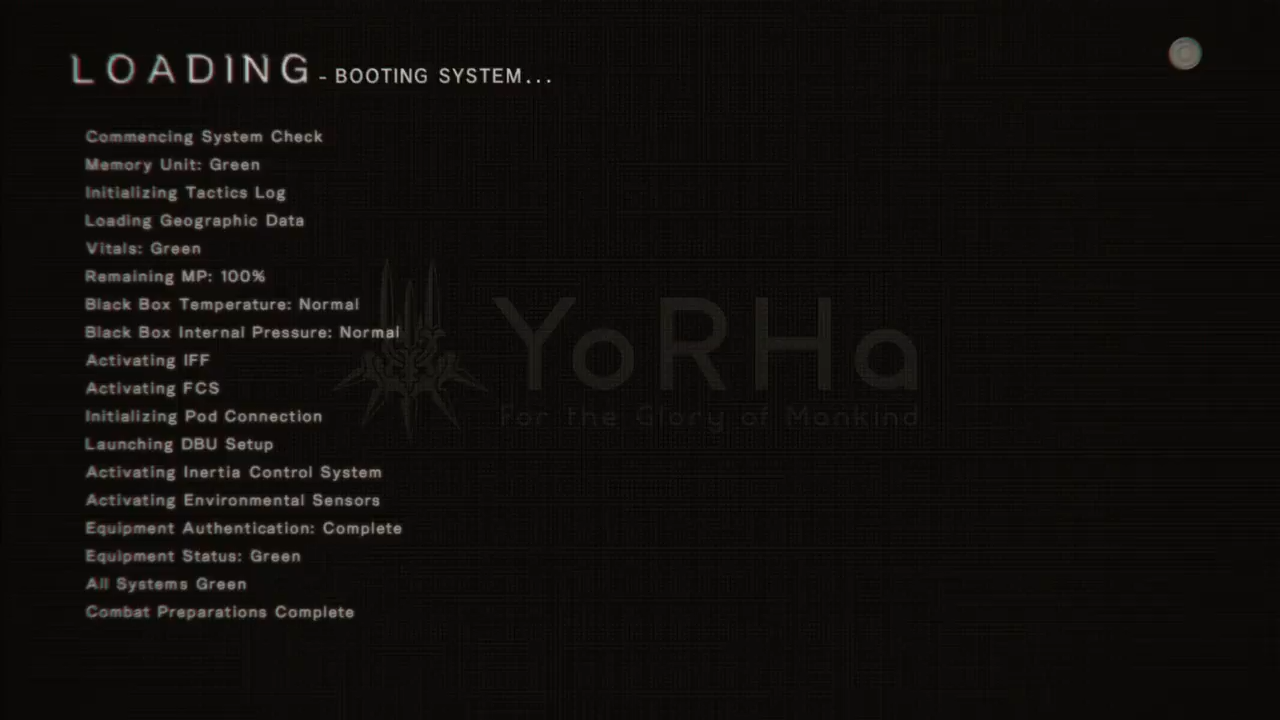 LOADING - BOOTING SYSTEM...
Commencing System Check
Memory Unit: Green
Initializing Tactics Log
Loading Geographic Data
Vitals: Green
Remaining MP: 100%
Black Box Temperature: Normal
Black Box Internal Pressure: Normal
Activating IFF
Activating FCS
Initializing Pod Connection
Launching DBU Setup
Activating Inertia Control System
Activating Environmental Sensors
Equipment Authentication: Complete
Equipment Status: Green
All Systems Green
Combat Preparations Complete
YoRHa
For the Glory of Mankind